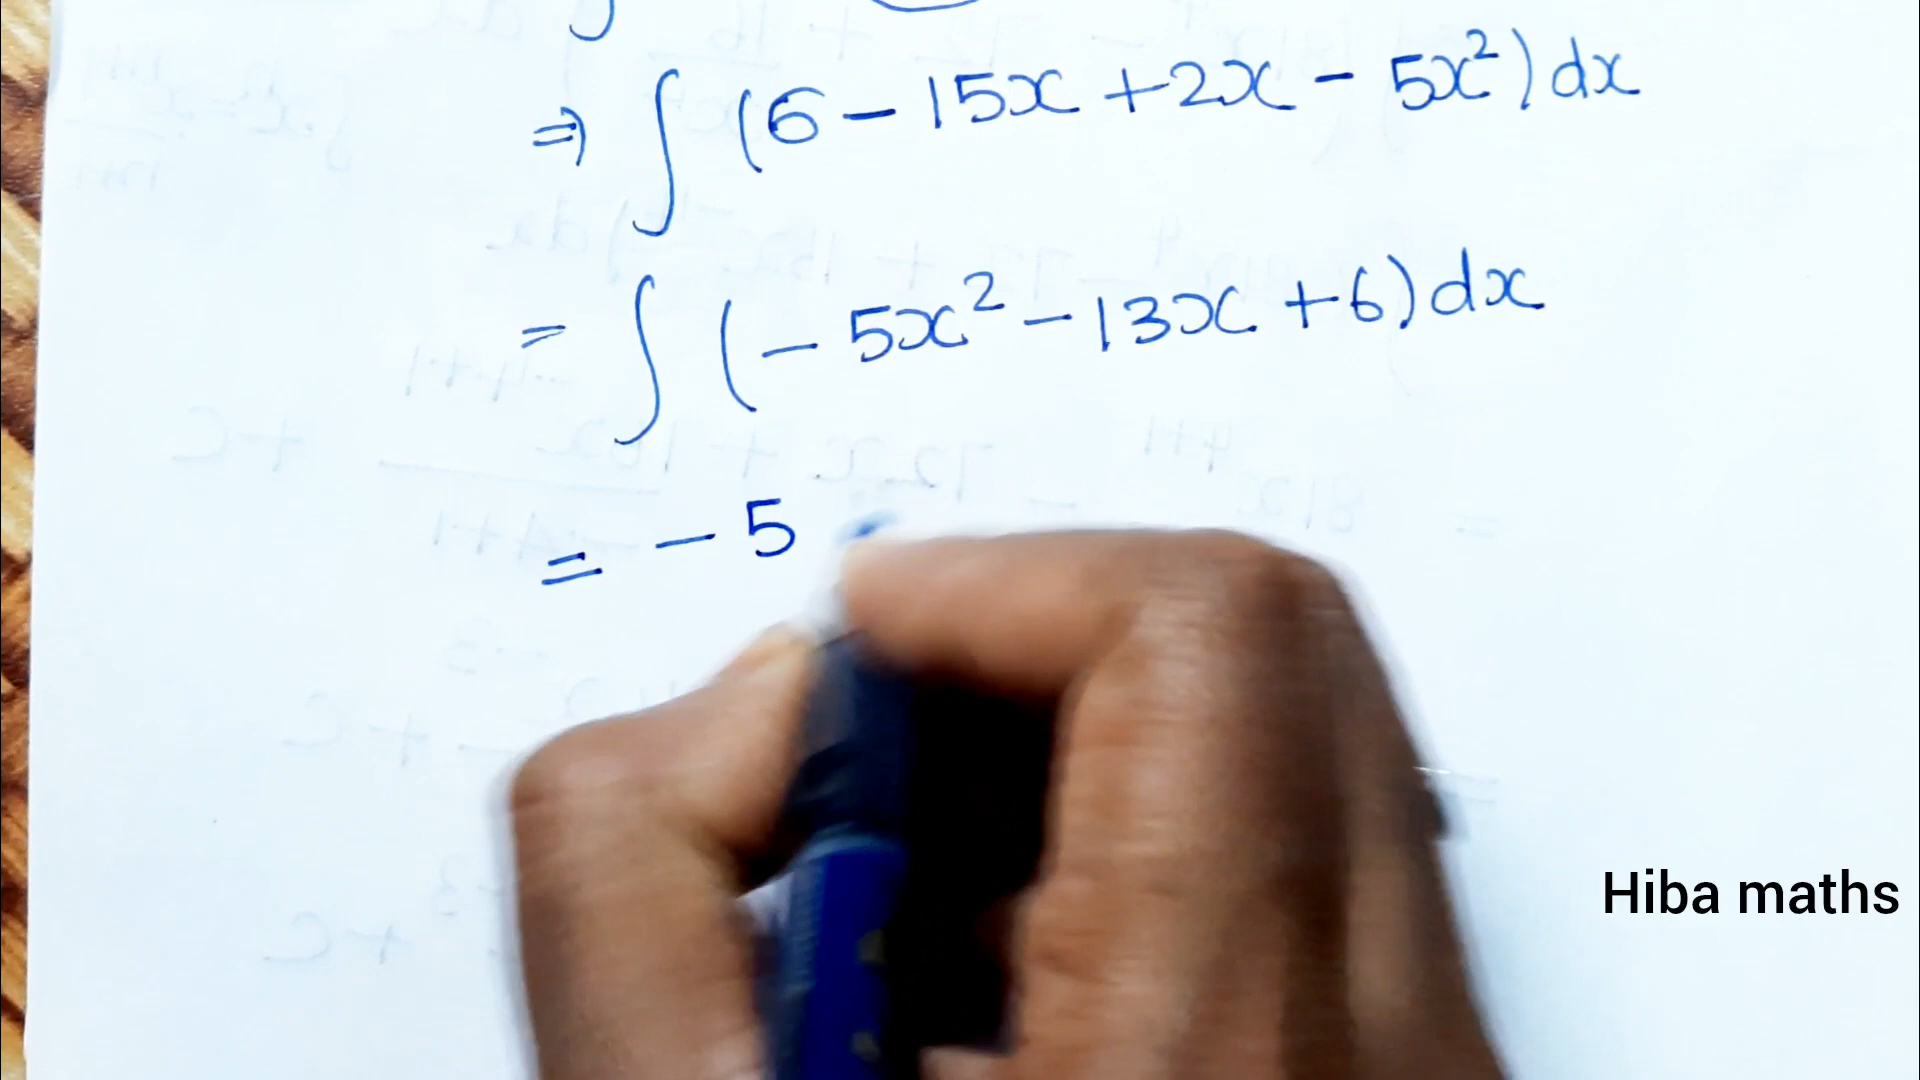 ⇒ ∫ (6 − 15x + 2x − 5x²) dx
= ∫ (− 5x² − 13x + 6) dx
= − 5
Hiba maths